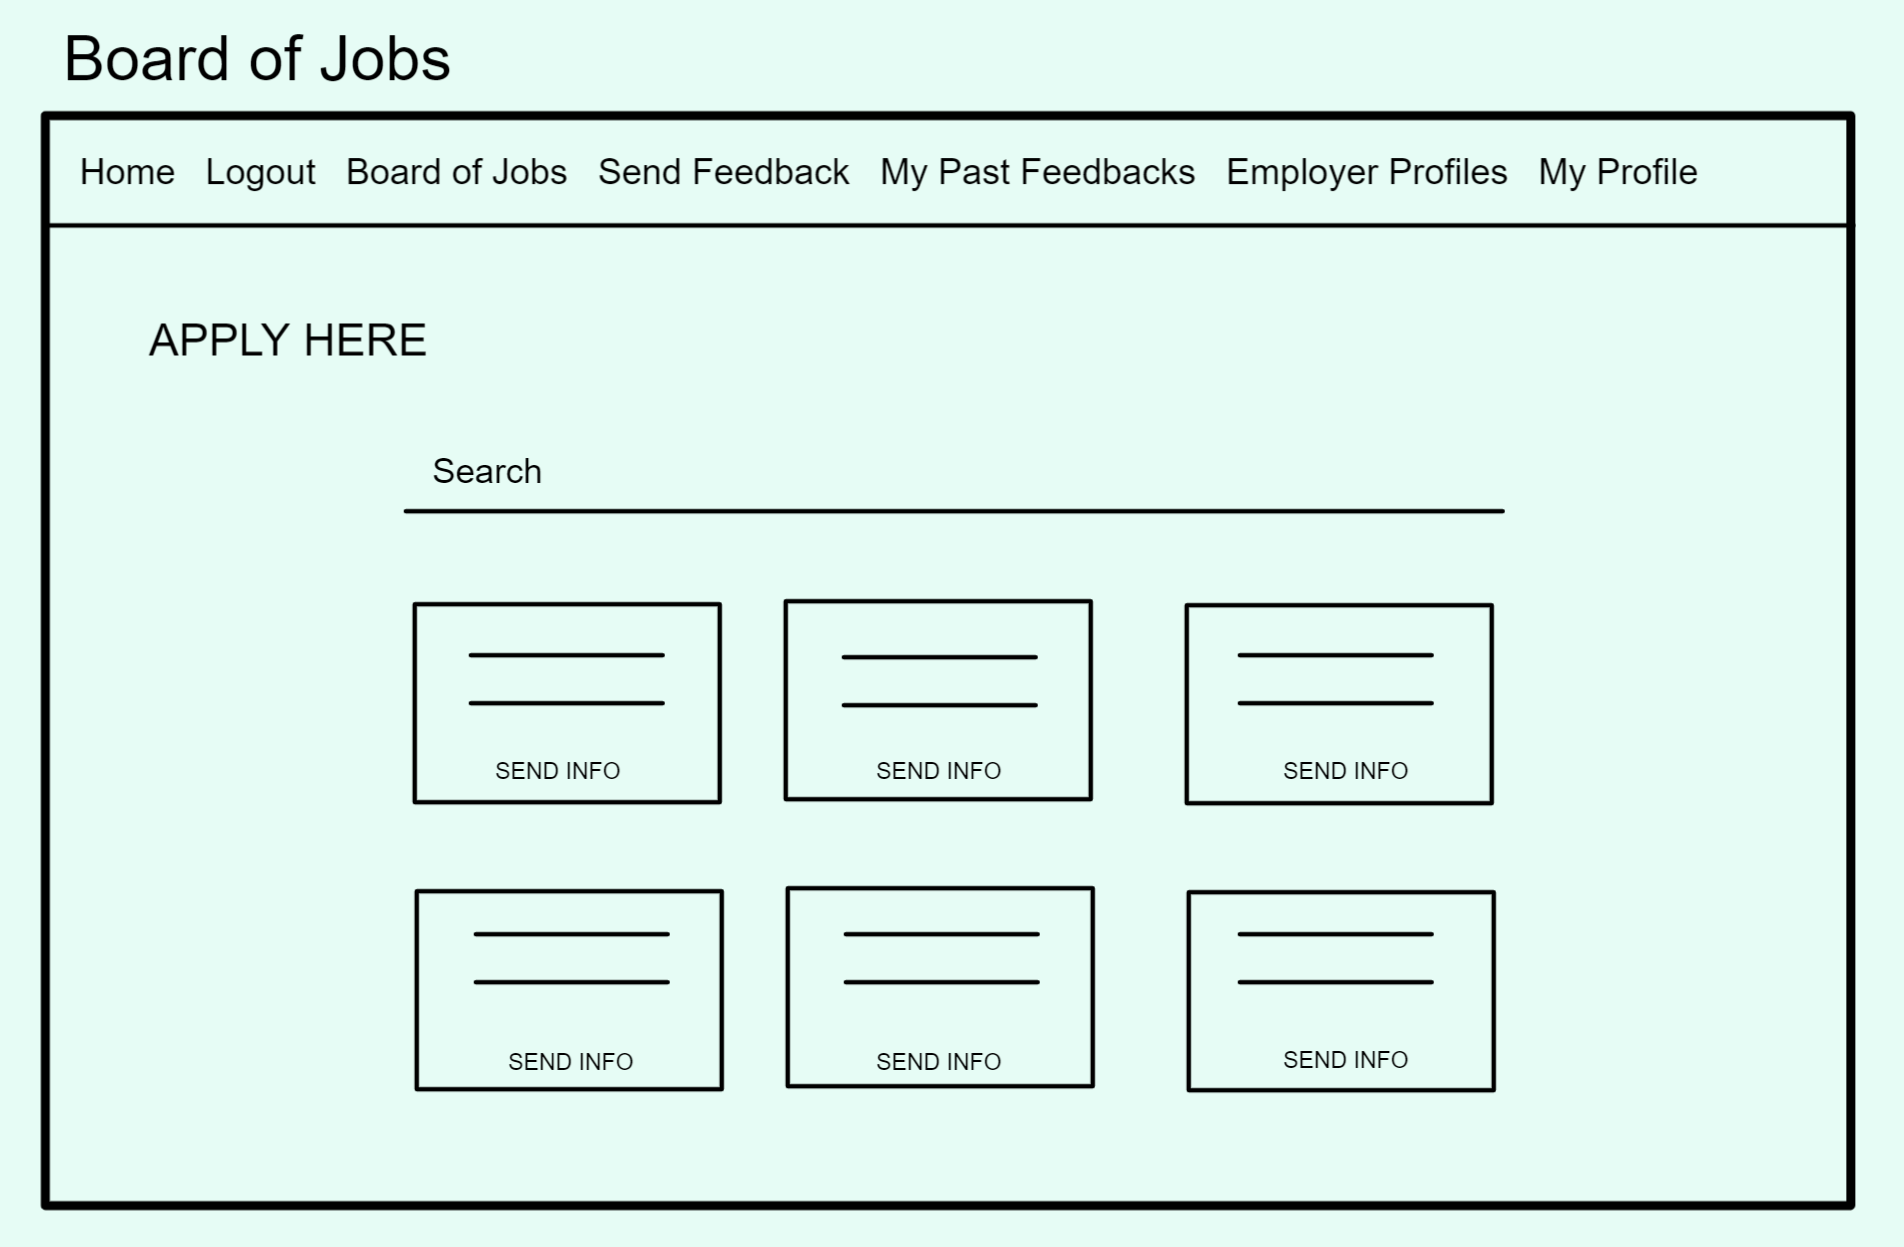 Board of Jobs
Home Logout Board of Jobs Send Feedback My Past Feedbacks Employer Profiles My Profile
APPLY HERE
Search
SEND INFO SEND INFO SEND INFO
SEND INFO SEND INFO SEND INFO